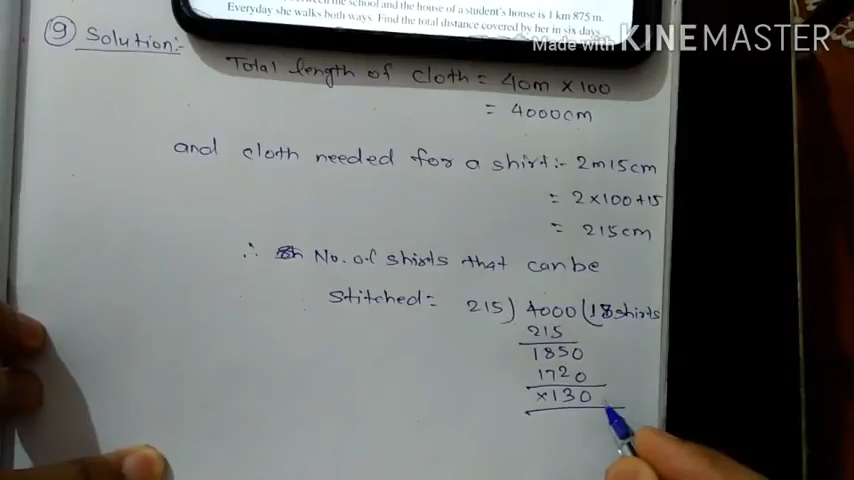 between the school and the house of a student's house is 1 km 875 m.
Everyday she walks both ways. Find the total distance covered by her in six days.
Made with KINEMASTER
9 Solution:-
Total length of cloth = 40m × 100
= 4000cm
and cloth needed for a shirt:- 2m15cm
= 2×100+15
= 215cm
∴ No. of shirts that can be
stitched = 215) 4000 (18 shirts
215
1850
1720
×130